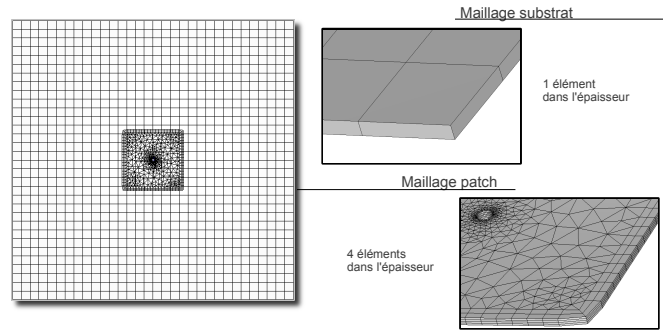 Maillage substrat
1 élément
dans l'épaisseur
Maillage patch
4 éléments
dans l'épaisseur